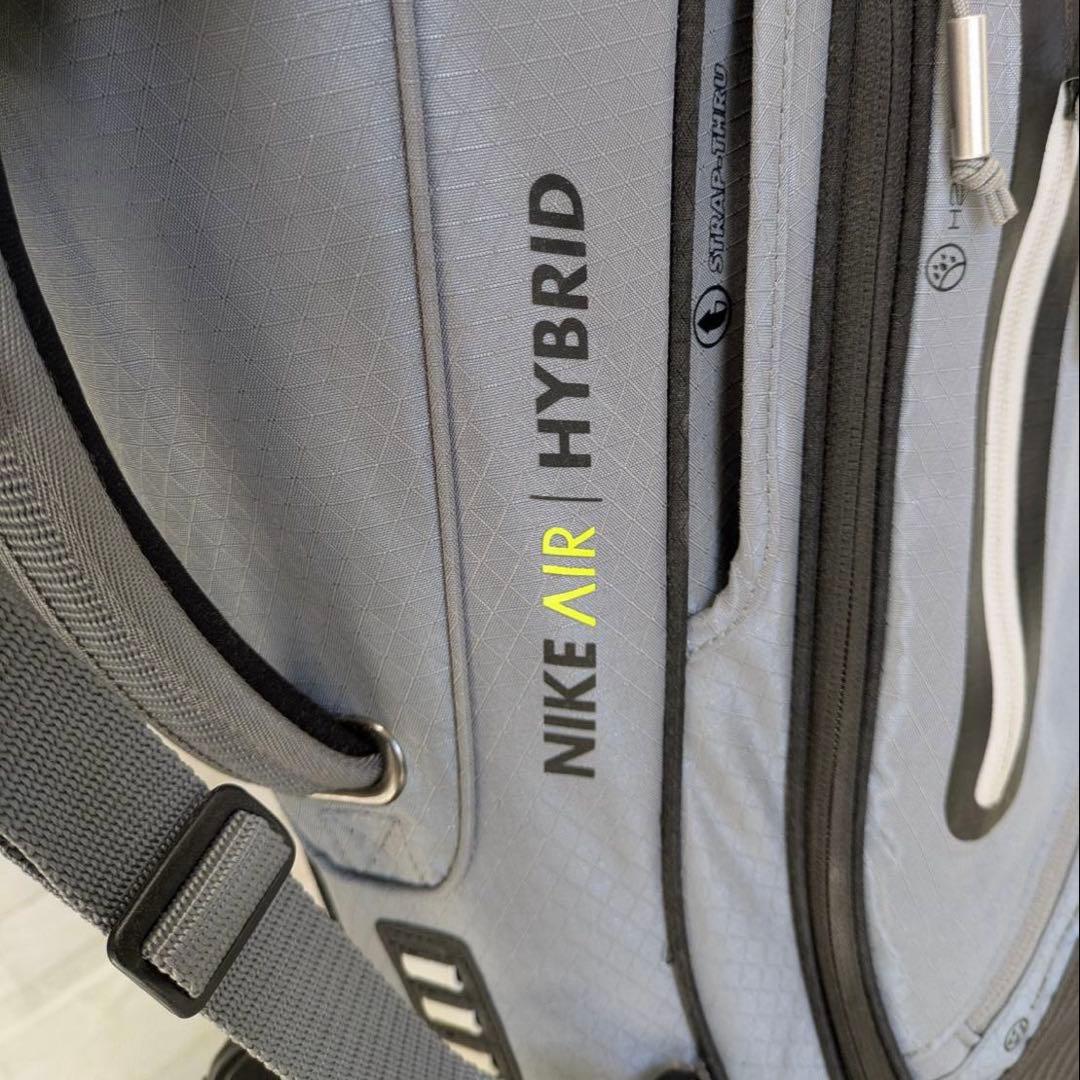 NIKE AIR | HYBRID
STRAP-THRU